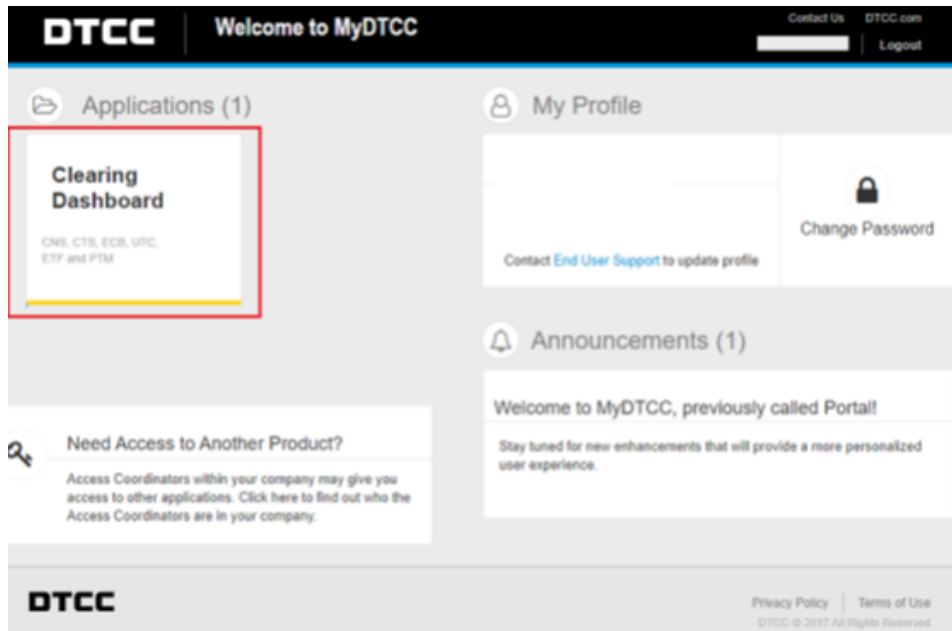 DTCC
Welcome to MyDTCC
Contact Us DTCC.com
Logout
Applications (1)
Clearing
Dashboard
CNS, CTS, ECB, UTC,
ETF and PTM
My Profile
Contact End User Support to update profile
Change Password
Announcements (1)
Welcome to MyDTCC, previously called Portal!
Stay tuned for new enhancements that will provide a more personalized
user experience.
Need Access to Another Product?
Access Coordinators within your company may give you
access to other applications. Click here to find out who the
Access Coordinators are in your company.
DTCC
Privacy Policy Terms of Use
DTCC © 2017 All Rights Reserved